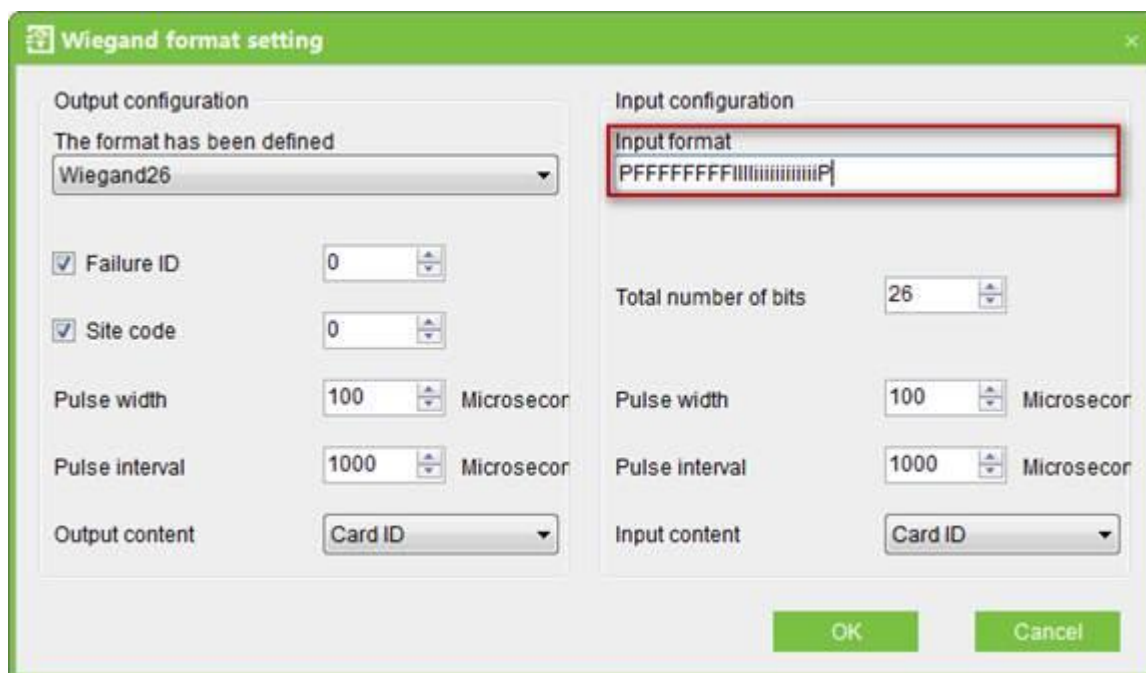 Wiegand format setting
Output configuration
The format has been defined
Wiegand26
Failure ID 0
Site code 0
Pulse width 100 Microsecon
Pulse interval 1000 Microsecon
Output content Card ID
Input configuration
Input format
Total number of bits 26
Pulse width 100 Microsecon
Pulse interval 1000 Microsecon
Input content Card ID
OK Cancel